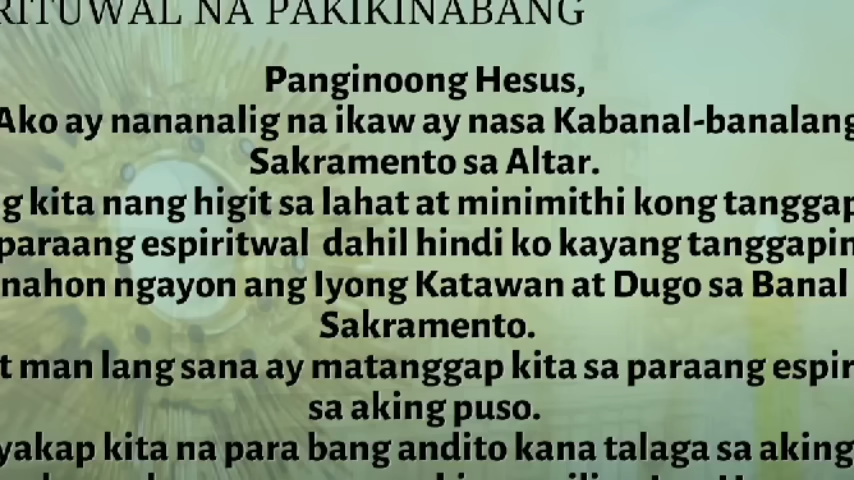 RITUWAL NA PAKIKINABANG
Panginoong Hesus,
Ako ay nananalig na ikaw ay nasa Kabanal-banalang
Sakramento sa Altar.
g kita nang higit sa lahat at minimithi kong tanggap
paraang espiritwal dahil hindi ko kayang tanggapin
nahon ngayon ang Iyong Katawan at Dugo sa Banal
Sakramento.
t man lang sana ay matanggap kita sa paraang espir
sa aking puso.
yakap kita na para bang andito kana talaga sa aking